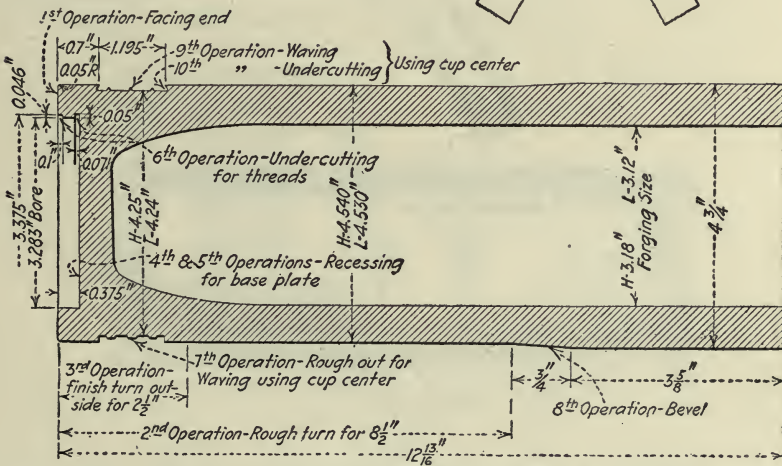 1st Operation-Facing end
0.7"
1.195"
0.05"R
9th Operation-Waving
10th " -Undercutting
Using cup center
0.046"
0.05"
0.1"
0.071"
6th Operation-Undercutting
for threads
3.375"
3.283" Bore
H-4.25"
L-4.24"
H-4.540"
L-4.530"
H-3.18" L-3.12"
Forging Size
4 3/4"
4th & 5th Operations-Recessing
for base plate
0.375"
3rd Operation-
finish turn out-
side for 2 1/2"
7th Operation-Rough out for
Waving using cup center
3/4"
3 5/8"
8th Operation-Bevel
2nd Operation-Rough turn for 8 1/2"
12 13/16"